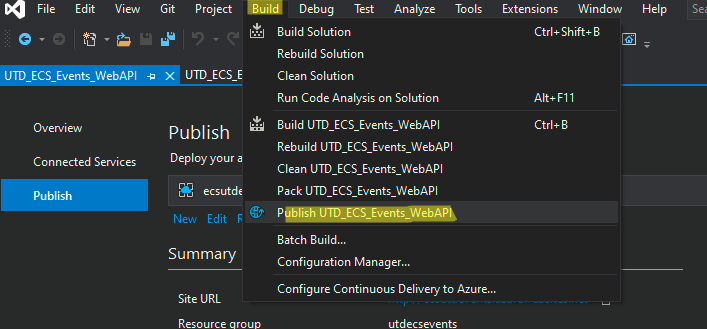 File Edit View Git Project Build Debug Test Analyze Tools Extensions Window Help
Build Solution Ctrl+Shift+B
Rebuild Solution
Clean Solution
Run Code Analysis on Solution Alt+F11
Build UTD_ECS_Events_WebAPI Ctrl+B
Rebuild UTD_ECS_Events_WebAPI
Clean UTD_ECS_Events_WebAPI
Pack UTD_ECS_Events_WebAPI
Publish UTD_ECS_Events_WebAPI
Batch Build...
Configuration Manager...
Configure Continuous Delivery to Azure...
UTD_ECS_Events_WebAPI UTD_ECS_E
Overview
Connected Services
Publish
Publish
Deploy your a
ecsutde
New Edit R
Summary
Site URL
Resource group utdecsevents